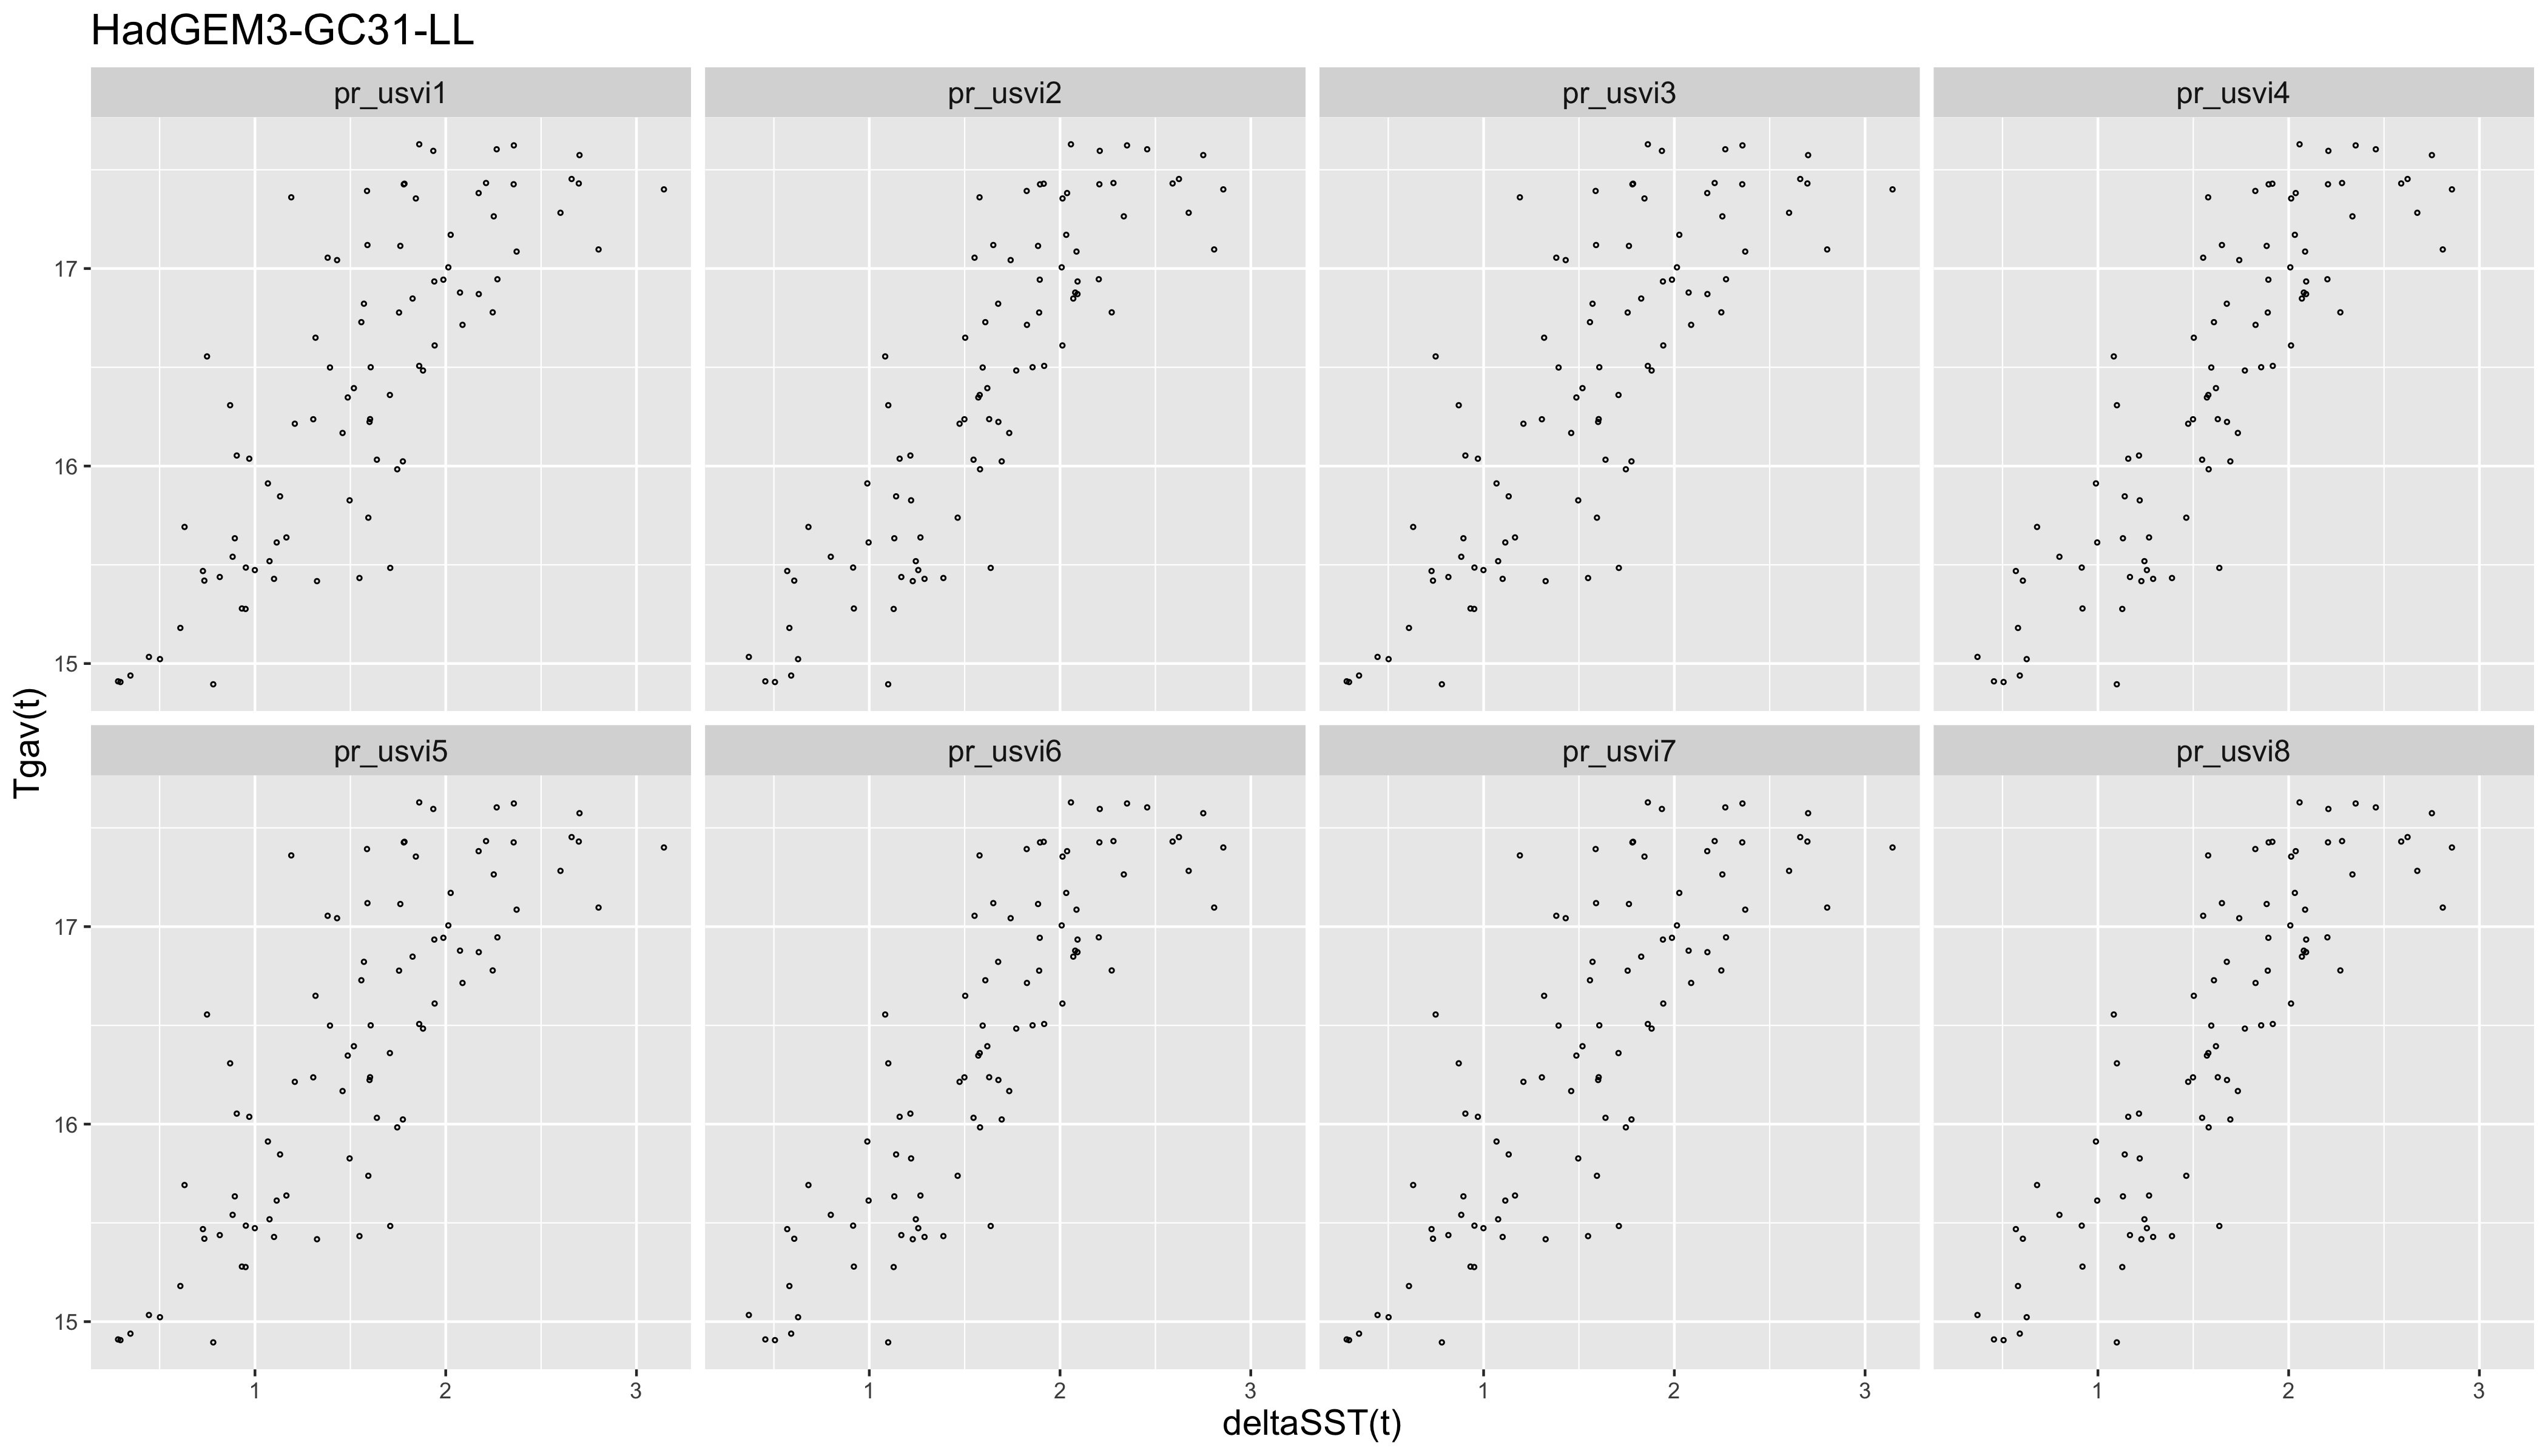 HadGEM3-GC31-LL
pr_usvi1 pr_usvi2 pr_usvi3 pr_usvi4
17
16
15
Tgav(t)
pr_usvi5 pr_usvi6 pr_usvi7 pr_usvi8
17
16
15
1 2 3 1 2 3 1 2 3 1 2 3
deltaSST(t)